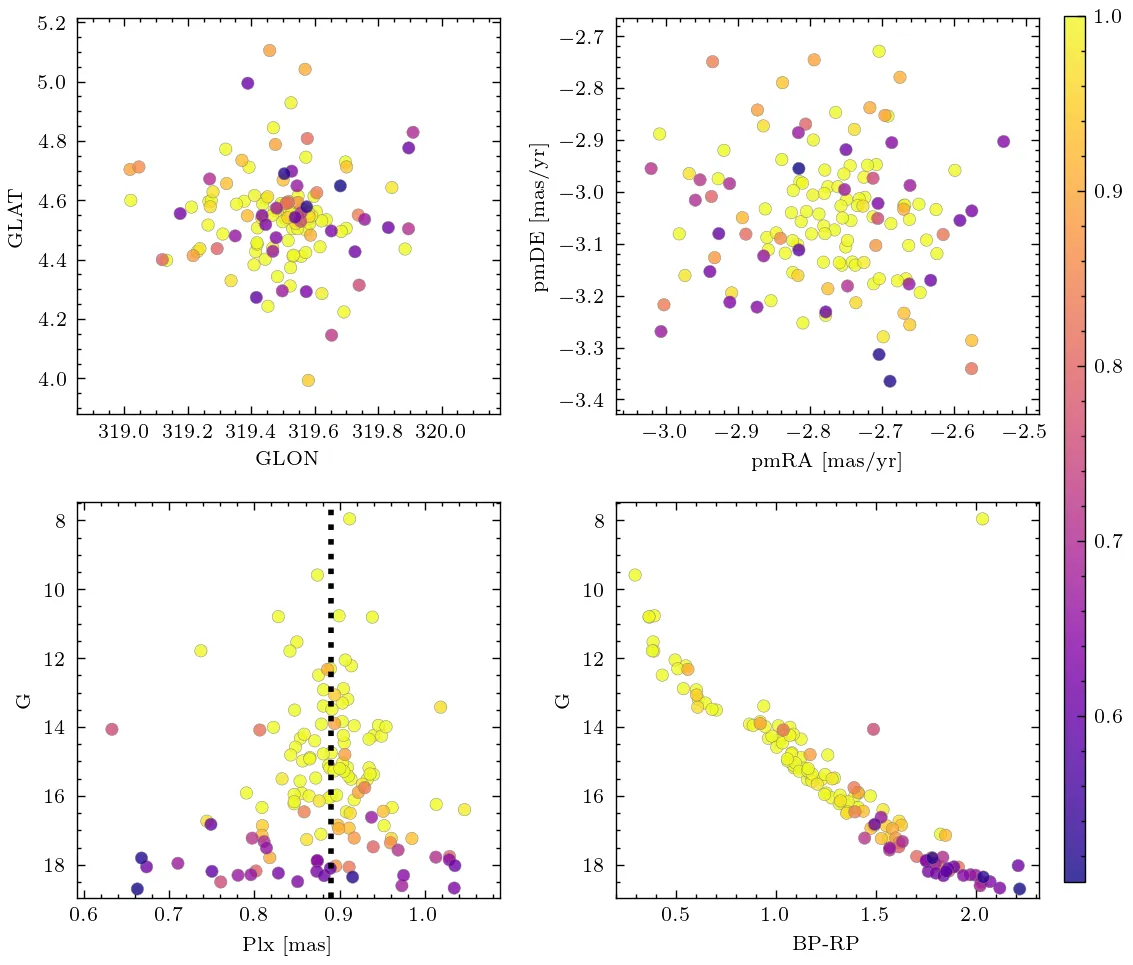 5.2
5.0
4.8
4.6
4.4
4.2
4.0
GLAT
319.0 319.2 319.4 319.6 319.8 320.0
GLON
−2.7
−2.8
−2.9
−3.0
−3.1
−3.2
−3.3
−3.4
pmDE [mas/yr]
−3.0 −2.9 −2.8 −2.7 −2.6 −2.5
pmRA [mas/yr]
1.0
0.9
0.8
0.7
0.6
8
10
12
14
16
18
G
0.6 0.7 0.8 0.9 1.0
Plx [mas]
8
10
12
14
16
18
G
0.5 1.0 1.5 2.0
BP-RP